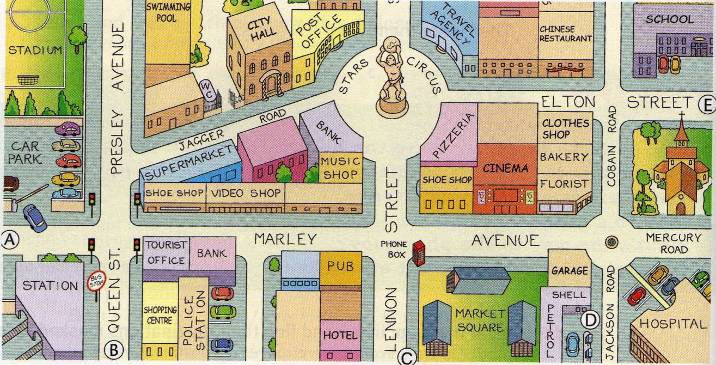 STADIUM
PRESLEY AVENUE
SWIMMING
POOL
CITY
HALL
POST
OFFICE
WC
STARS CIRCUS
TRAVEL
AGENCY
CHINESE
RESTAURANT
SCHOOL
CAR
PARK
JAGGER ROAD
ELTON STREET
E
SUPERMARKET
BANK
MUSIC
SHOP
SHOE SHOP
VIDEO SHOP
PIZZERIA
SHOE SHOP
CINEMA
CLOTHES
SHOP
BAKERY
FLORIST
COBAIN ROAD
A
MARLEY AVENUE
PHONE
BOX
MERCURY
ROAD
STATION
BUS
STOP
QUEEN ST.
B
TOURIST
OFFICE
BANK
SHOPPING
CENTRE
POLICE
STATION
PUB
HOTEL
LENNON STREET
C
MARKET
SQUARE
GARAGE
SHELL
PETROL
D
JACKSON ROAD
HOSPITAL